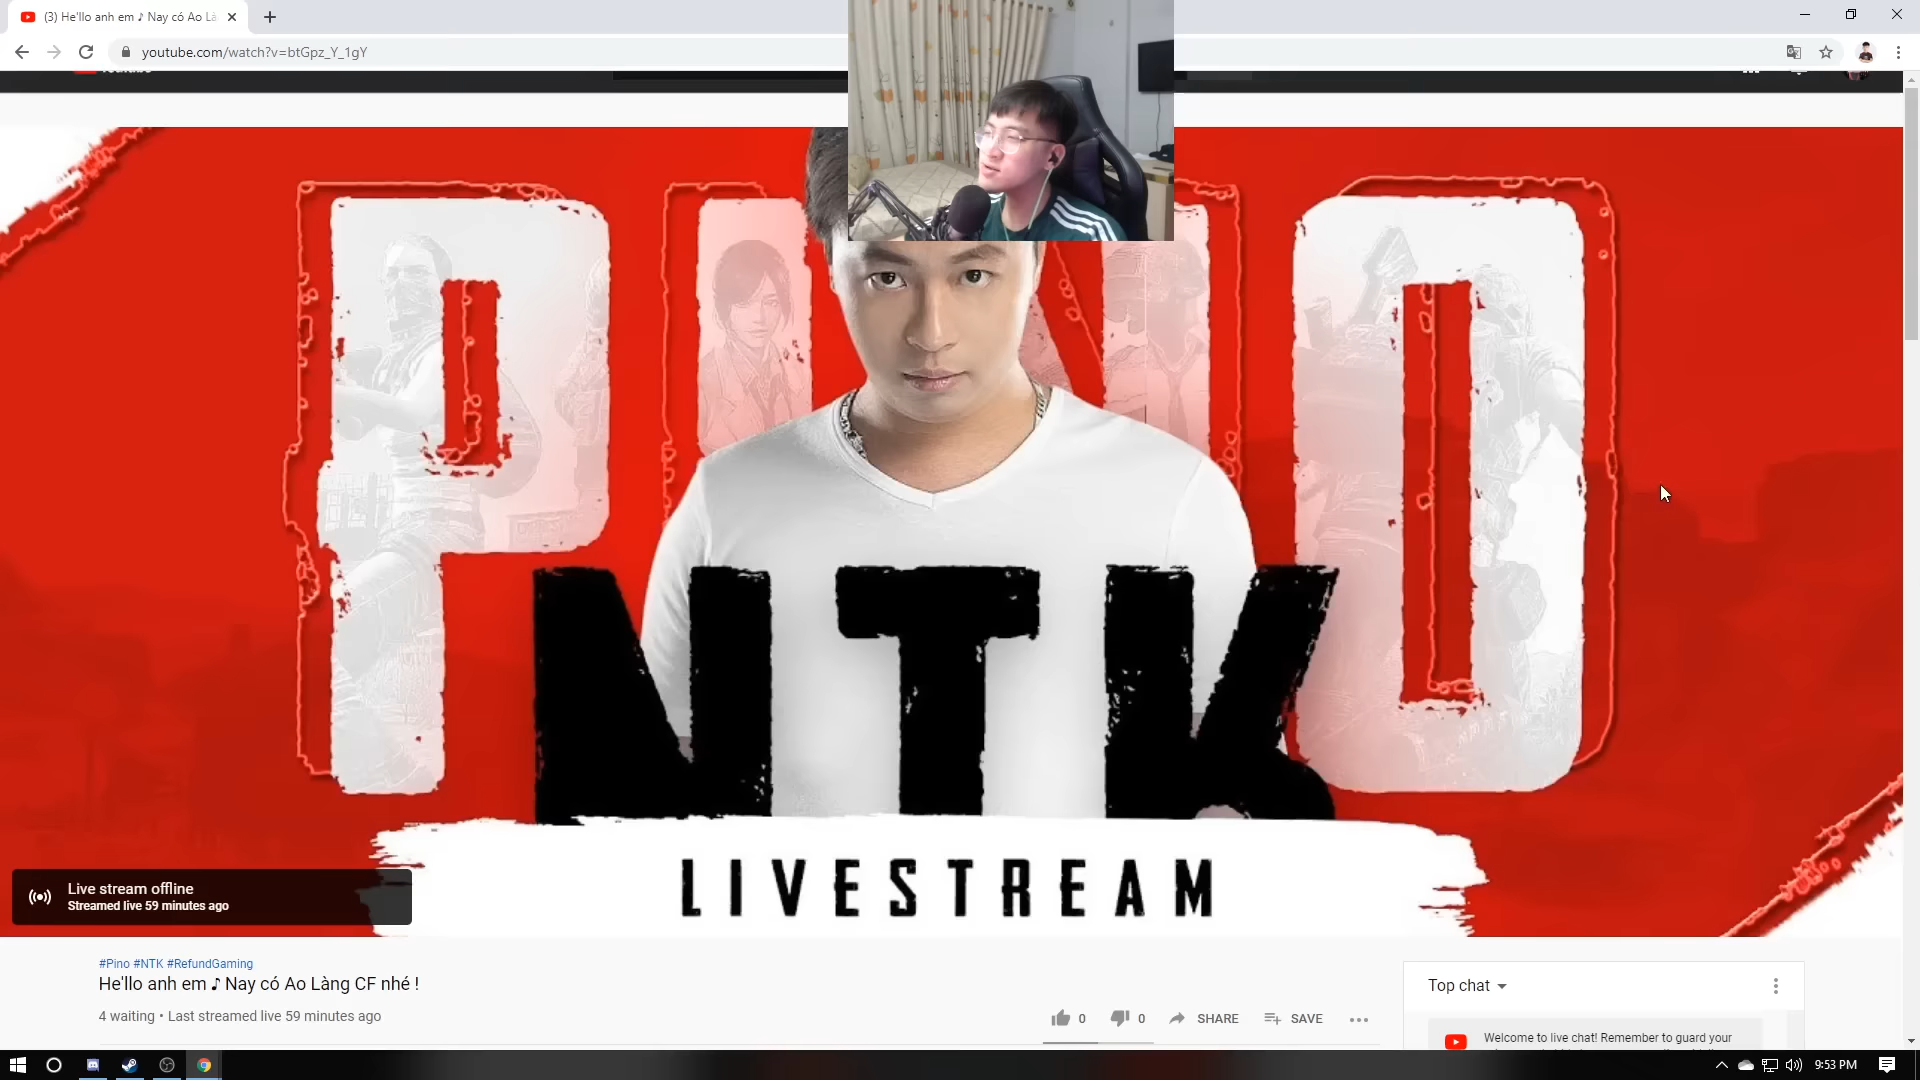 (3) He'llo anh em ♪ Nay có Ao Là
youtube.com/watch?v=btGpz_Y_1gY
PINO
NTK
LIVESTREAM
Live stream offline
Streamed live 59 minutes ago
#Pino #NTK #RefundGaming
He'llo anh em ♪ Nay có Ao Làng CF nhé !
4 waiting • Last streamed live 59 minutes ago
0
0
SHARE
SAVE
Top chat
Welcome to live chat! Remember to guard your
9:53 PM